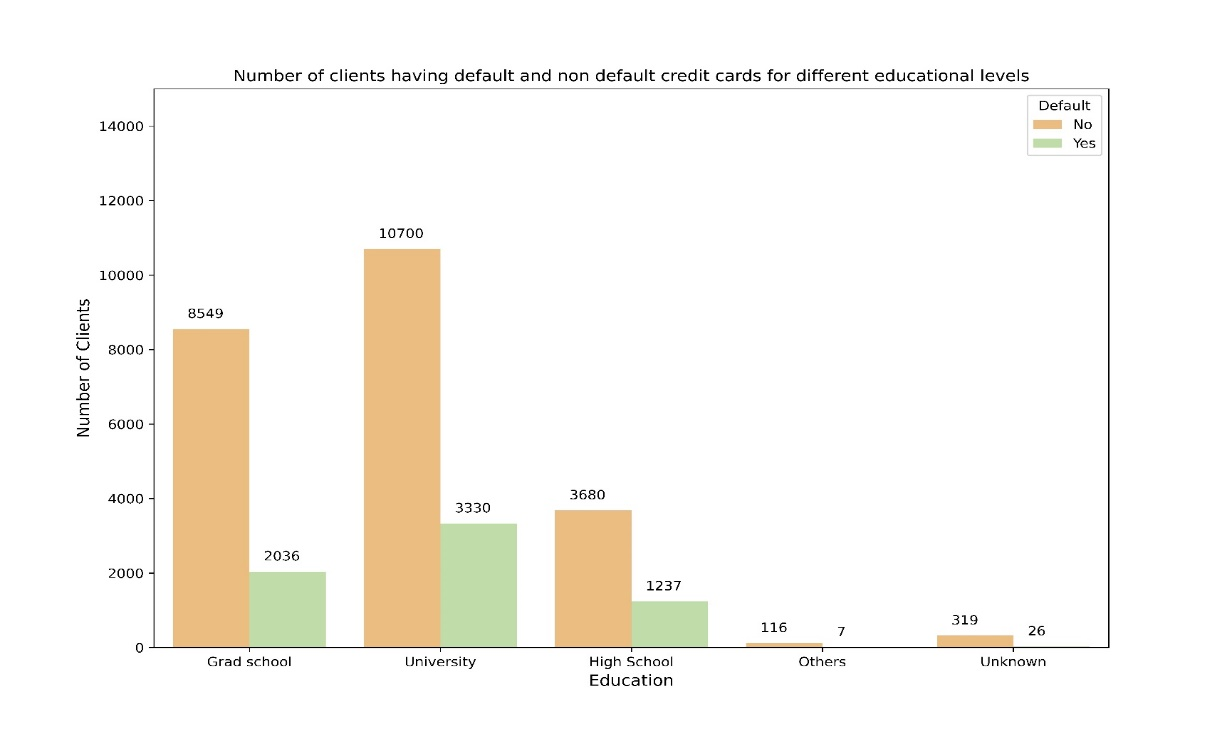 Number of clients having default and non default credit cards for different educational levels
Default
No
Yes
14000
12000
10000
8000
6000
4000
2000
0
Number of Clients
8549
2036
10700
3330
3680
1237
116
7
319
26
Grad school
University
High School
Others
Unknown
Education